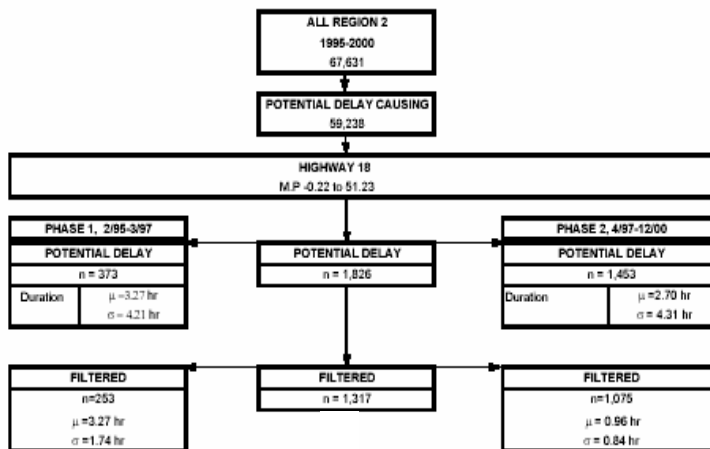 ALL REGION 2
1995-2000
67,631
POTENTIAL DELAY CAUSING
59,238
HIGHWAY 18
M.P -0.22 to 51.23
PHASE 1, 2/95-3/97
POTENTIAL DELAY
n = 373
Duration
μ =3.27 hr
σ = 4.21 hr
POTENTIAL DELAY
n = 1,826
PHASE 2, 4/97-12/00
POTENTIAL DELAY
n = 1,453
Duration
μ =2.70 hr
σ = 4.31 hr
FILTERED
n=253
μ =3.27 hr
σ =1.74 hr
FILTERED
n = 1,317
FILTERED
n=1,075
μ =0.96 hr
σ =0.84 hr